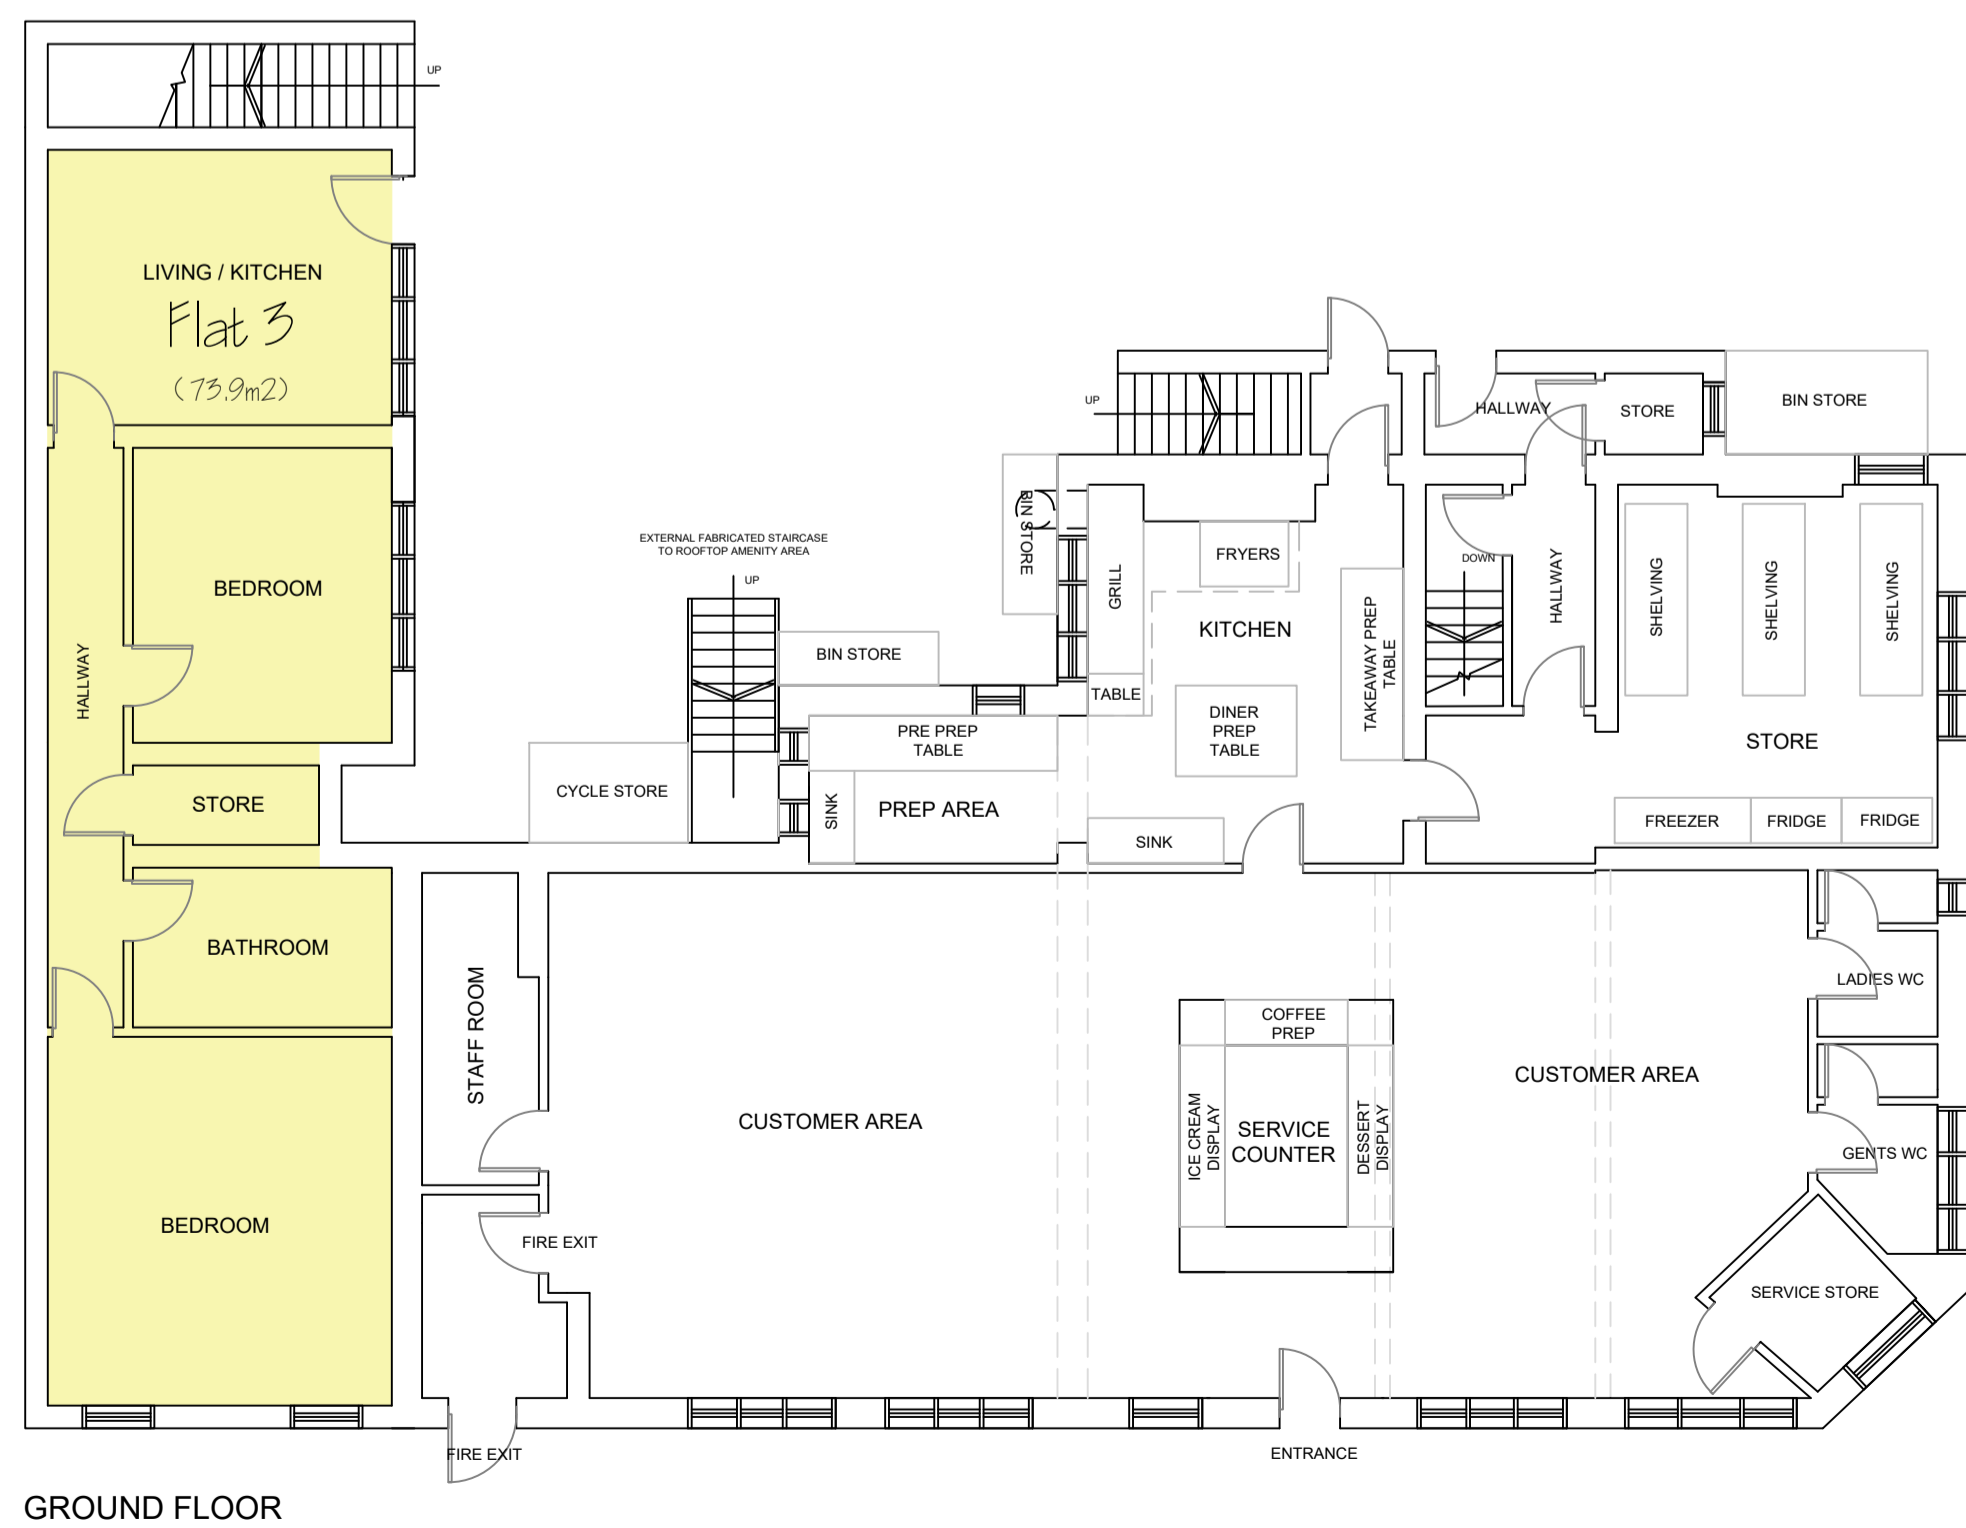 UP
LIVING / KITCHEN
Flat 3
(73.9m2)
HALLWAY
BEDROOM
STORE
BATHROOM
BEDROOM
EXTERNAL FABRICATED STAIRCASE
TO ROOFTOP AMENITY AREA
UP
CYCLE STORE
BIN STORE
BIN STORE
UP
HALLWAY
STORE
BIN STORE
GRILL
FRYERS
KITCHEN
TABLE
DINER
PREP
TABLE
TAKEAWAY PREP
TABLE
DOWN
HALLWAY
SHELVING
SHELVING
SHELVING
STORE
FREEZER
FRIDGE
FRIDGE
PRE PREP
TABLE
SINK
PREP AREA
SINK
STAFF ROOM
FIRE EXIT
CUSTOMER AREA
COFFEE
PREP
ICE CREAM
DISPLAY
SERVICE
COUNTER
DESSERT
DISPLAY
CUSTOMER AREA
LADIES WC
GENTS WC
SERVICE STORE
FIRE EXIT
ENTRANCE
GROUND FLOOR